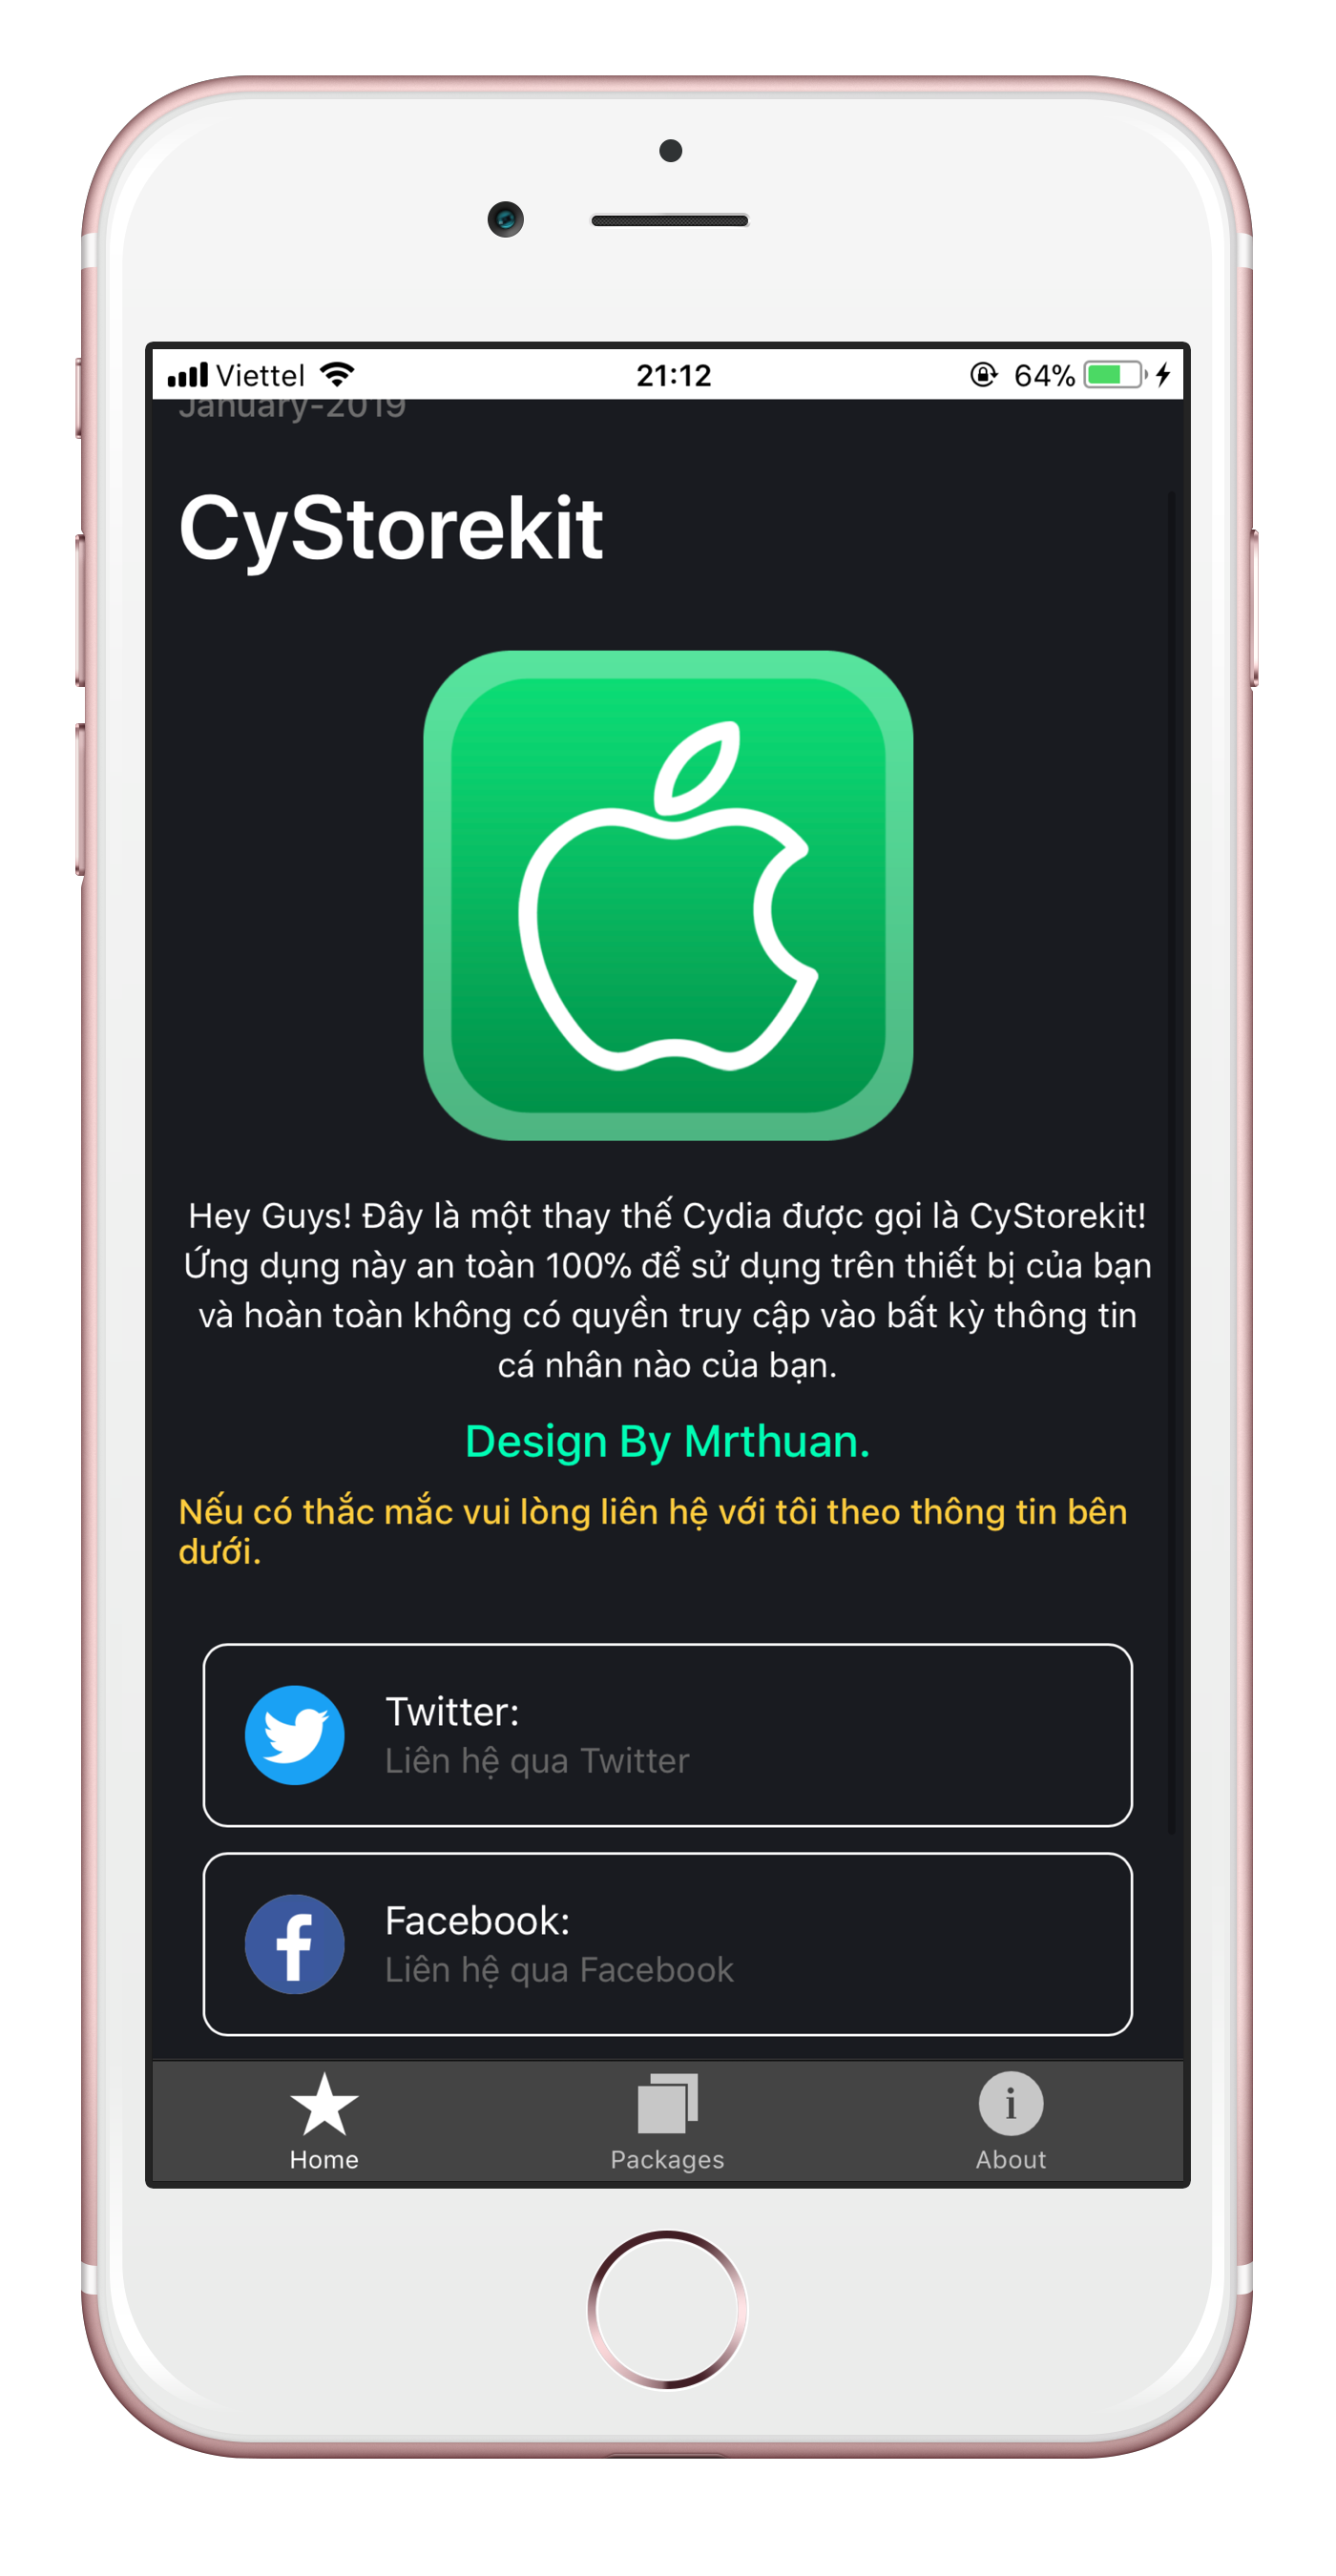 Viettel 21:12 64%
January-2019
CyStorekit
Hey Guys! Đây là một thay thế Cydia được gọi là CyStorekit!
Ứng dụng này an toàn 100% để sử dụng trên thiết bị của bạn
và hoàn toàn không có quyền truy cập vào bất kỳ thông tin
cá nhân nào của bạn.
Design By Mrthuan.
Nếu có thắc mắc vui lòng liên hệ với tôi theo thông tin bên
dưới.
Twitter:
Liên hệ qua Twitter
Facebook:
Liên hệ qua Facebook
Home Packages About